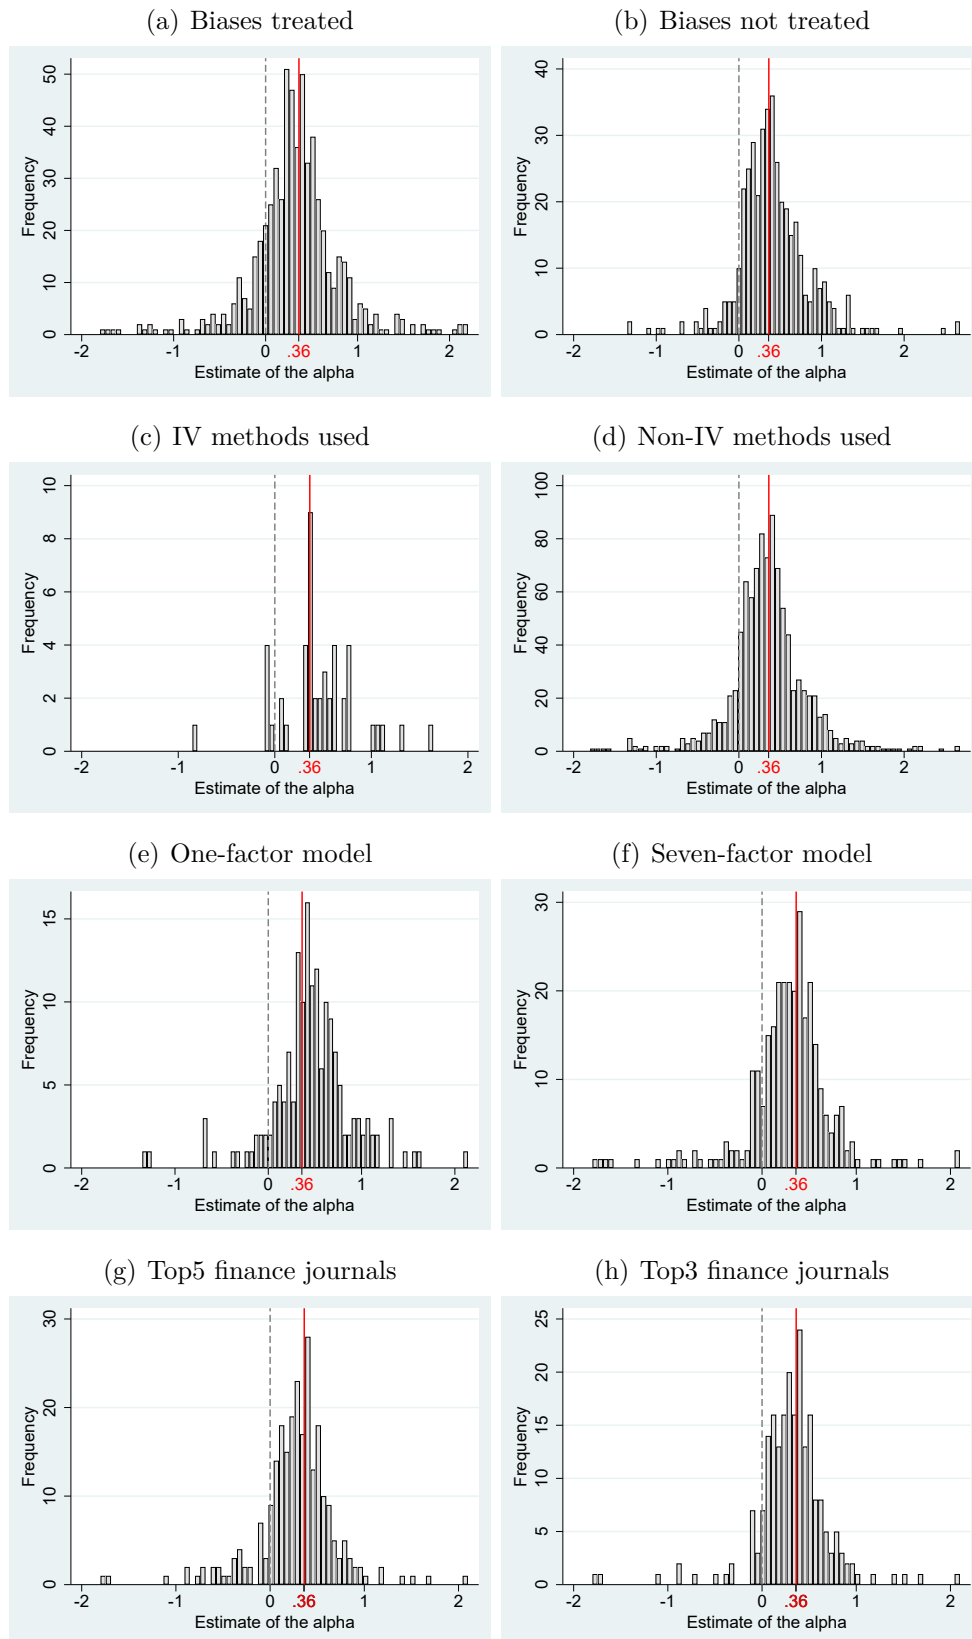 (a) Biases treated
(b) Biases not treated
Frequency
0 10 20 30 40 50
-2 -1 0 .36 1 2
Estimate of the alpha
Frequency
0 10 20 30 40
-2 -1 0 .36 1 2
Estimate of the alpha
(c) IV methods used
(d) Non-IV methods used
Frequency
0 2 4 6 8 10
-2 -1 0 .36 1 2
Estimate of the alpha
Frequency
0 20 40 60 80 100
-2 -1 0 .36 1 2
Estimate of the alpha
(e) One-factor model
(f) Seven-factor model
Frequency
0 5 10 15
-2 -1 0 .36 1 2
Estimate of the alpha
Frequency
0 10 20 30
-2 -1 0 .36 1 2
Estimate of the alpha
(g) Top5 finance journals
(h) Top3 finance journals
Frequency
0 10 20 30
-2 -1 0 .36 1 2
Estimate of the alpha
Frequency
0 5 10 15 20 25
-2 -1 0 .36 1 2
Estimate of the alpha